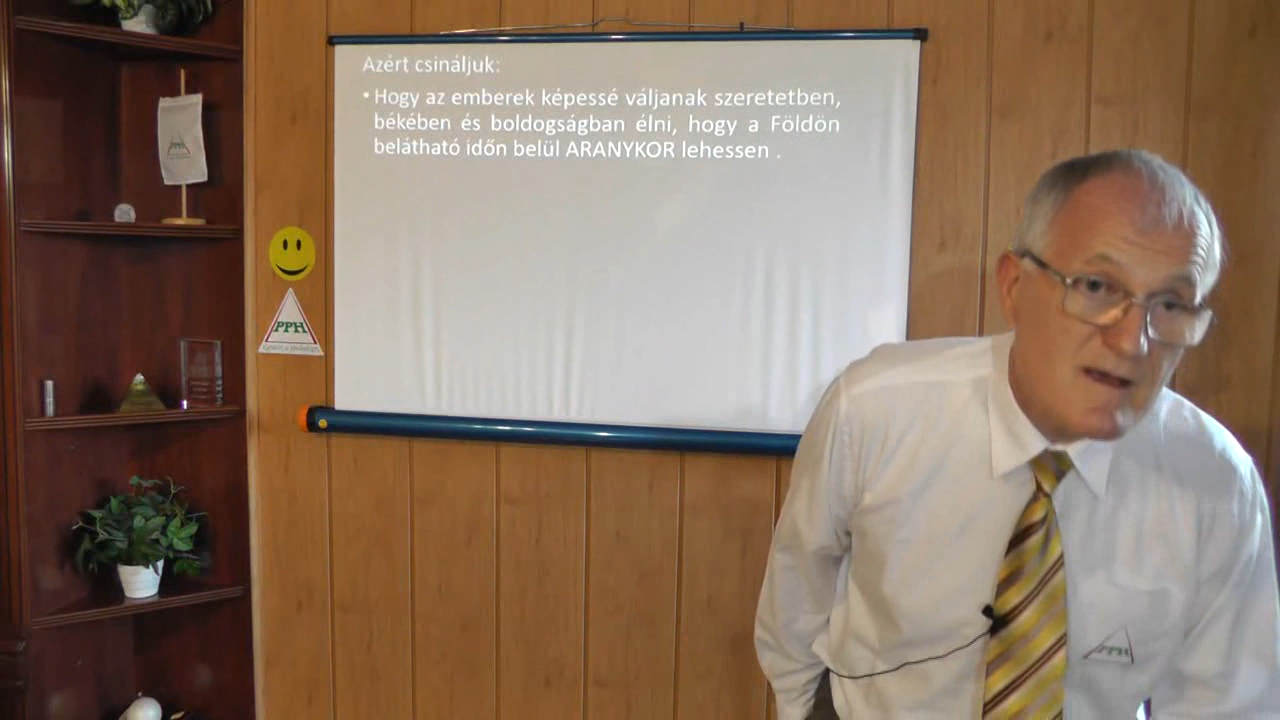 Azért csináljuk:
• Hogy az emberek képessé váljanak szeretetben,
békében és boldogságban élni, hogy a Földön
belátható időn belül ARANYKOR lehessen .
PPH
PPH